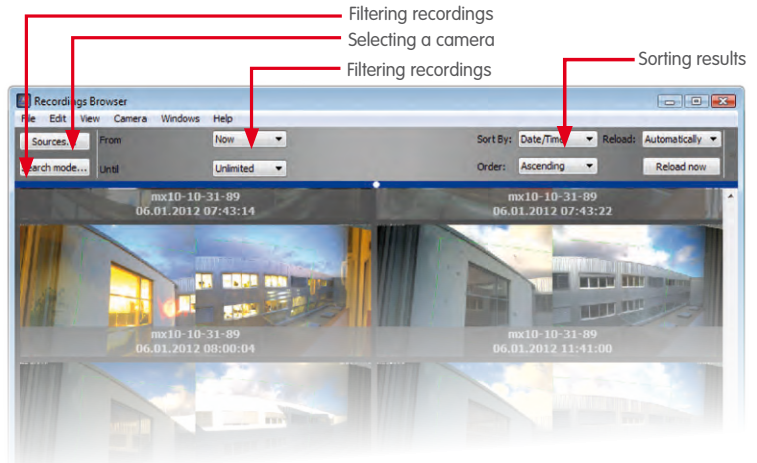 Filtering recordings
Selecting a camera
Filtering recordings
Sorting results
Recordings Browser
File Edit View Camera Windows Help
Sources... From Now Sort By: Date/Time Reload: Automatically
Search mode... Until Unlimited Order: Ascending Reload now
mx10-10-31-89 mx10-10-31-89
06.01.2012 07:43:14 06.01.2012 07:43:22
mx10-10-31-89 mx10-10-31-89
06.01.2012 08:00:04 06.01.2012 11:41:00